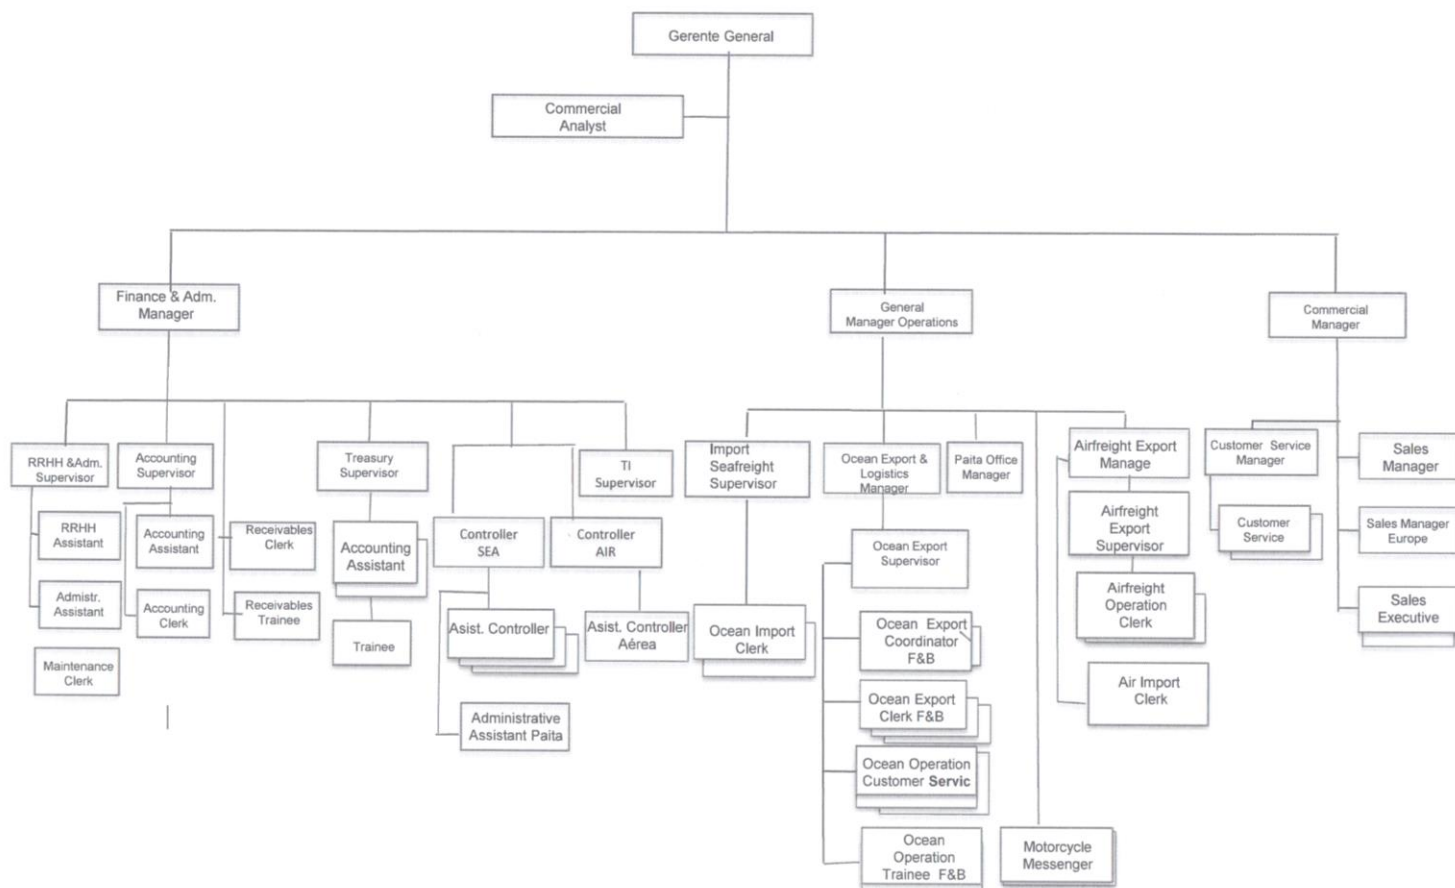 Gerente General
Commercial
Analyst
Finance & Adm.
Manager
General
Manager Operations
Commercial
Manager
RRHH &Adm.
Supervisor
Accounting
Supervisor
Treasury
Supervisor
TI
Supervisor
Import
Seafreight
Supervisor
Ocean Export &
Logistics
Manager
Paita Office
Manager
Airfreight Export
Manage
Customer Service
Manager
Sales
Manager
RRHH
Assistant
Accounting
Assistant
Receivables
Clerk
Accounting
Assistant
Controller
SEA
Controller
AIR
Ocean Export
Supervisor
Airfreight
Export
Supervisor
Customer
Service
Sales Manager
Europe
Admistr.
Assistant
Accounting
Clerk
Receivables
Trainee
Trainee
Asist. Controller
Asist. Controller
Aérea
Ocean Import
Clerk
Ocean Export
Coordinator
F&B
Airfreight
Operation
Clerk
Sales
Executive
Maintenance
Clerk
Administrative
Assistant Paita
Ocean Export
Clerk F&B
Air Import
Clerk
Ocean Operation
Customer Servic
Ocean
Operation
Trainee F&B
Motorcycle
Messenger